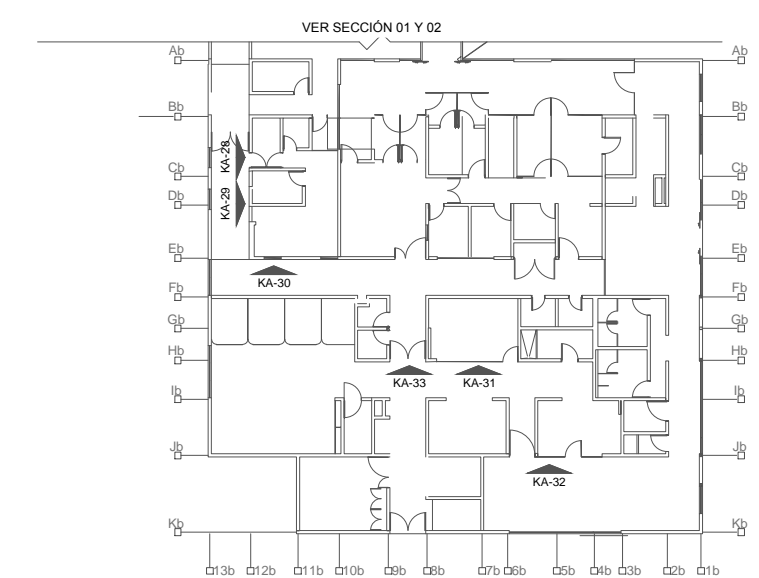 VER SECCIÓN 01 Y 02
Ab Ab
Bb Bb
KA-28
Cb Cb
KA-29
Db Db
Eb Eb
KA-30
Fb Fb
Gb Gb
Hb Hb
KA-33 KA-31
Ib Ib
Jb Jb
KA-32
Kb Kb
13b 12b 11b 10b 9b 8b 7b 6b 5b 4b 3b 2b 1b